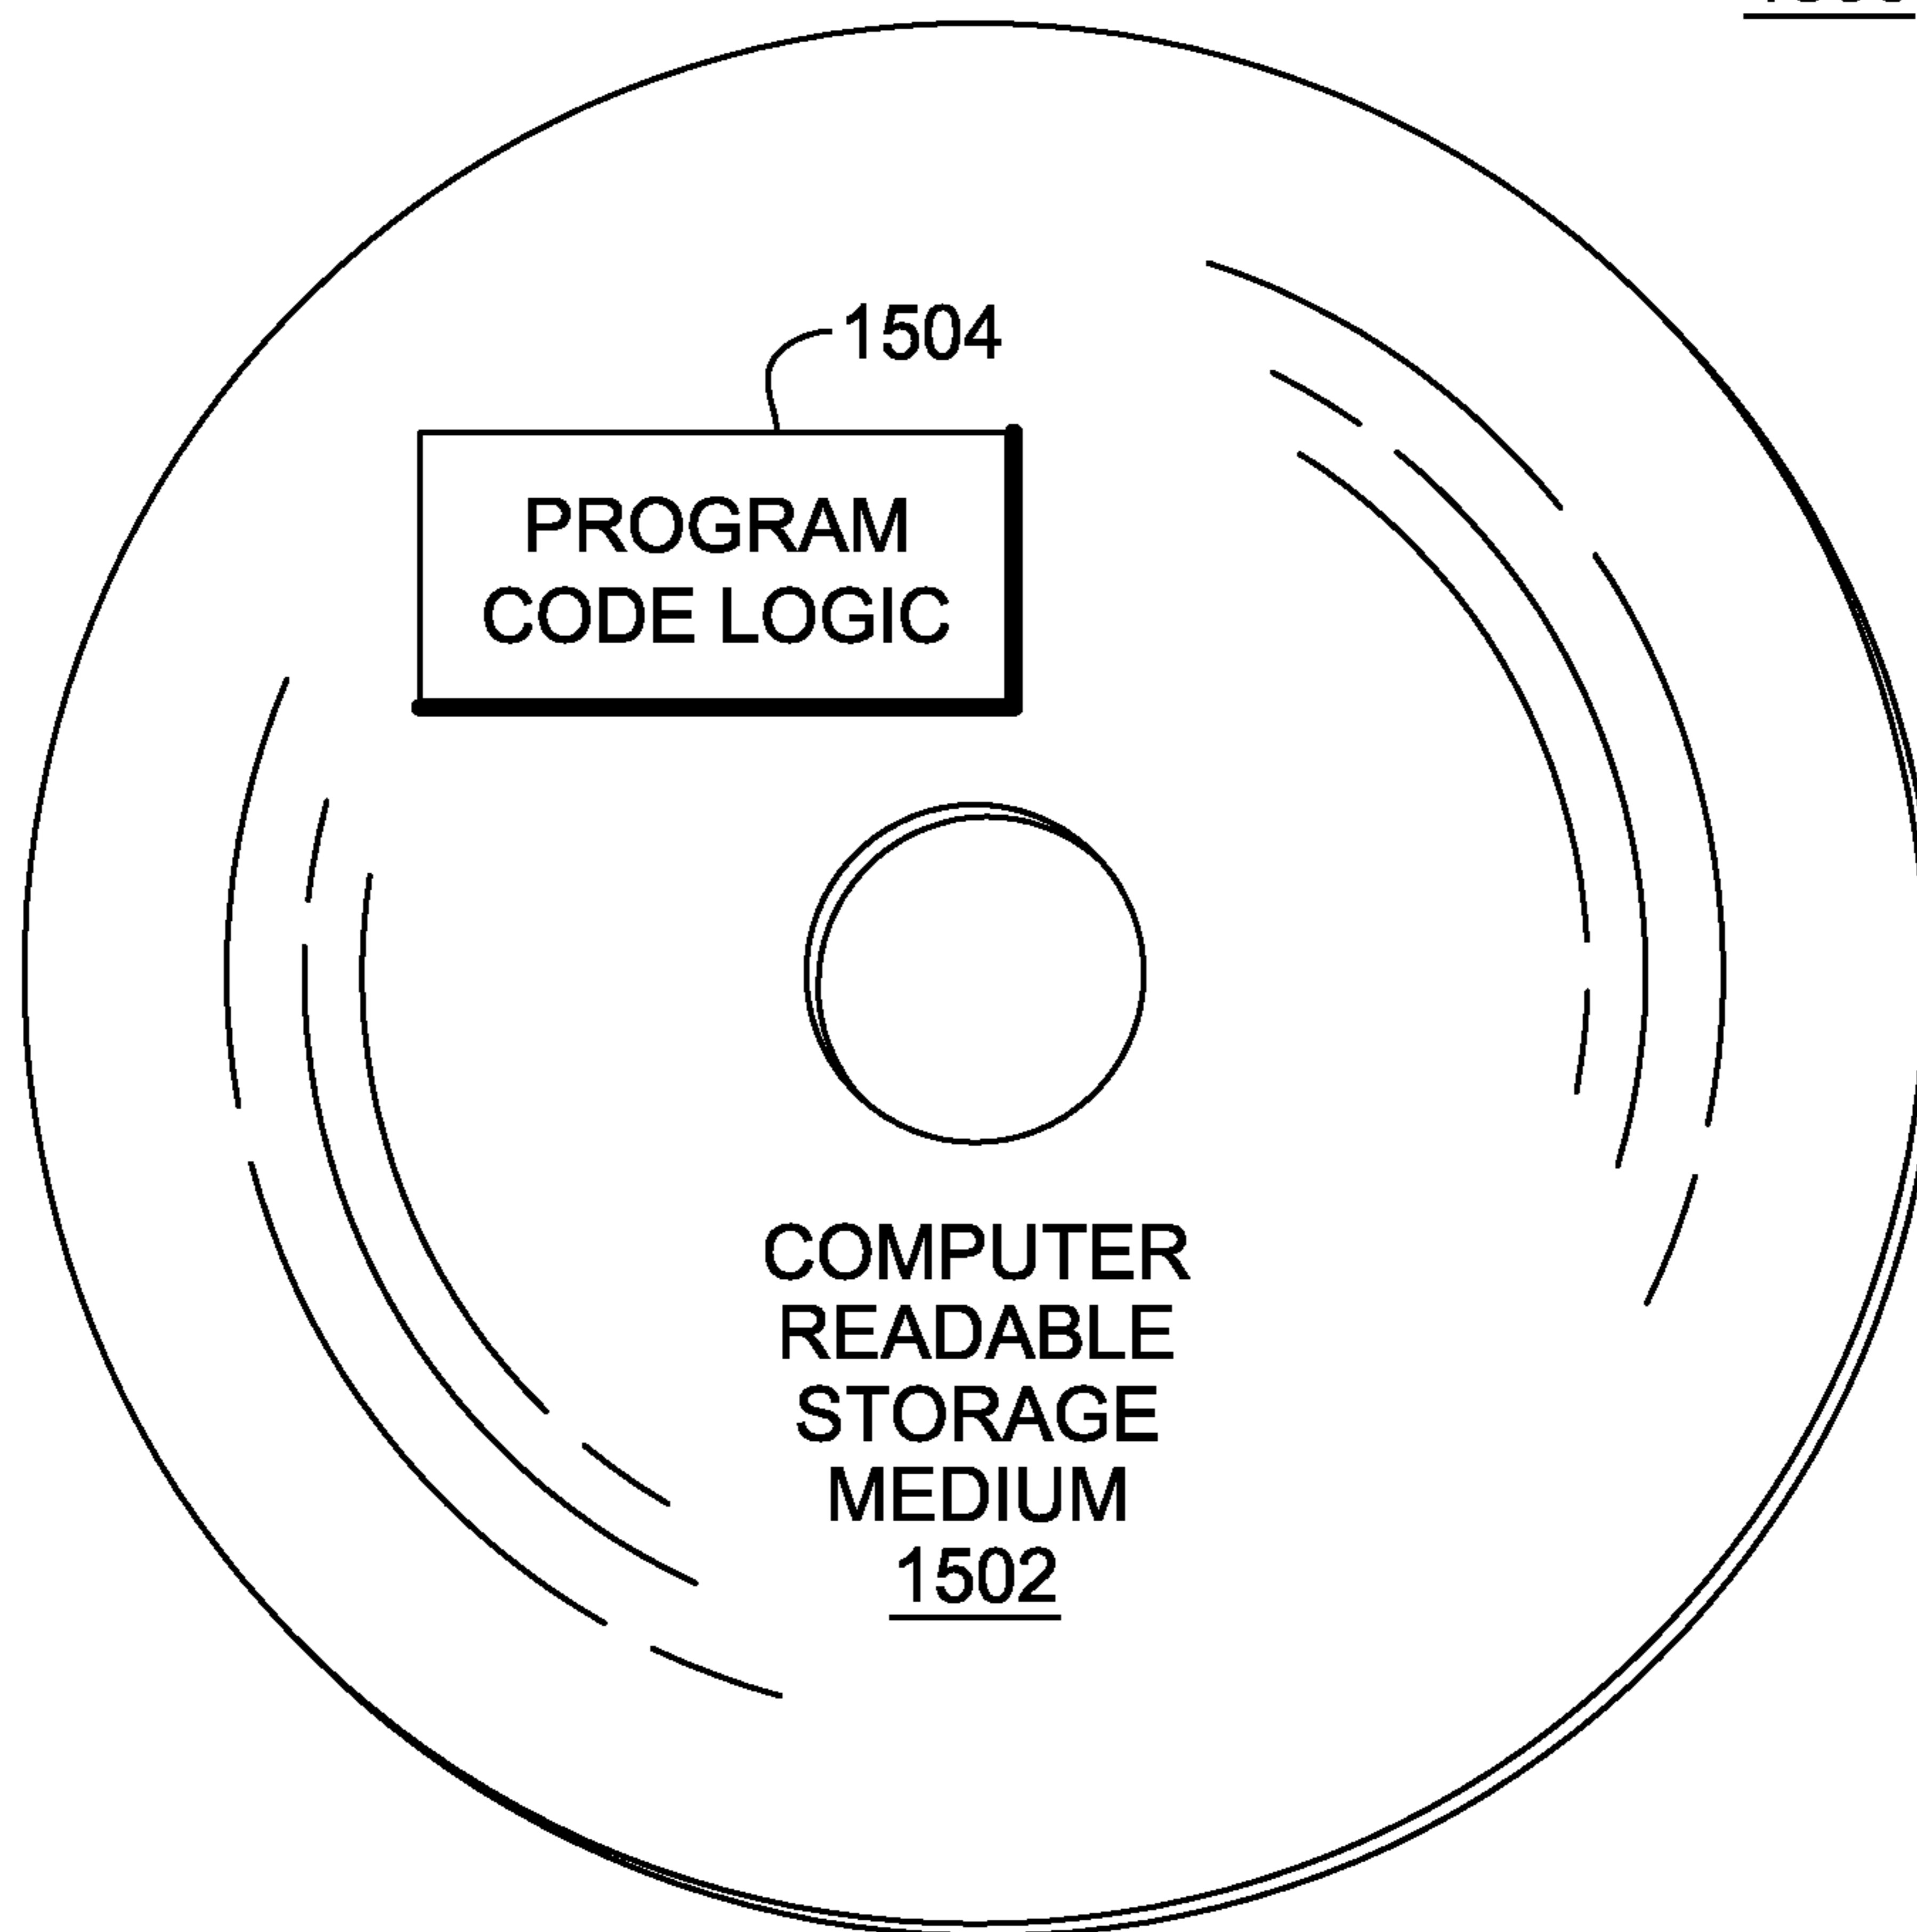 1504
PROGRAM
CODE LOGIC
COMPUTER
READABLE
STORAGE
MEDIUM
1502